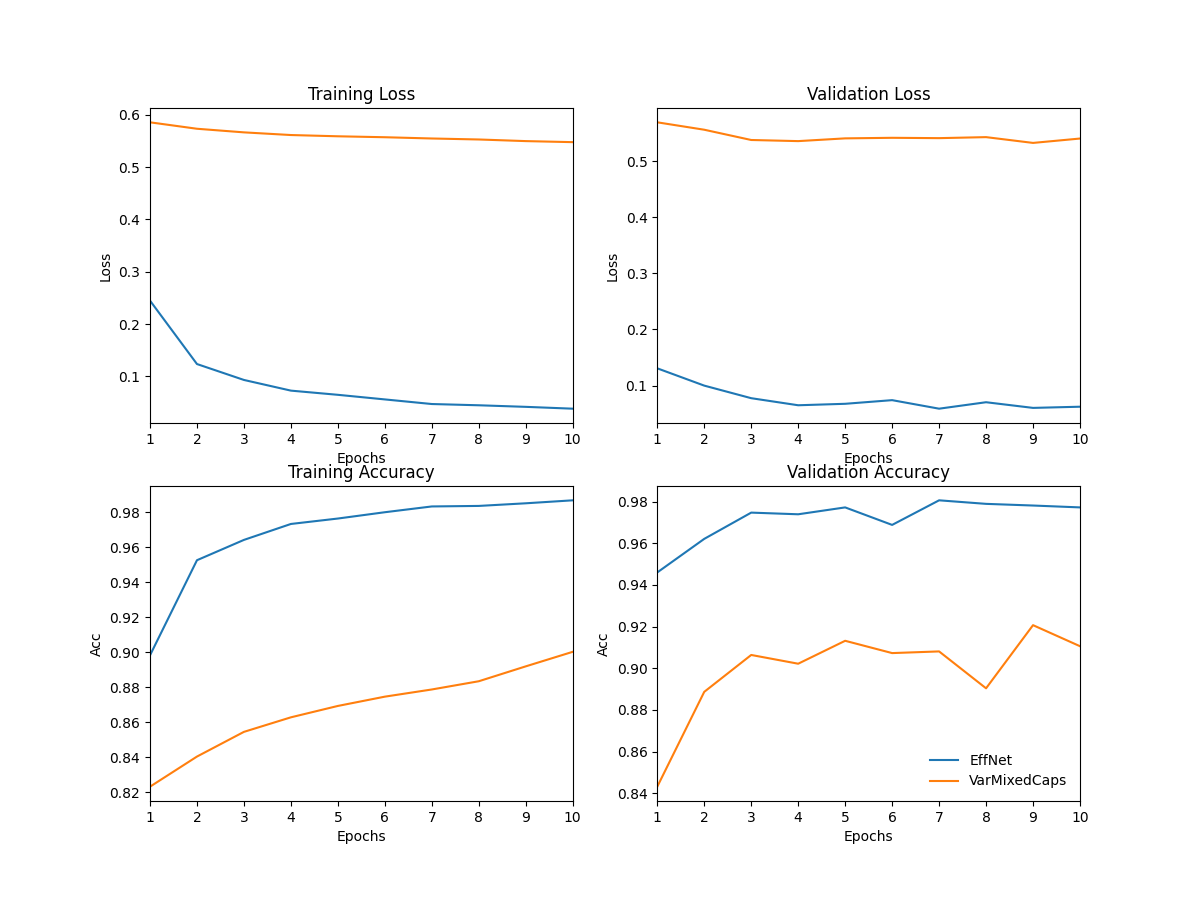 Training Loss
0.6
0.5
0.4
0.3
0.2
0.1
Loss
1 2 3 4 5 6 7 8 9 10
Epochs
Validation Loss
0.5
0.4
0.3
0.2
0.1
Loss
1 2 3 4 5 6 7 8 9 10
Epochs
Training Accuracy
0.98
0.96
0.94
0.92
0.90
0.88
0.86
0.84
0.82
Acc
1 2 3 4 5 6 7 8 9 10
Epochs
Validation Accuracy
0.98
0.96
0.94
0.92
0.90
0.88
0.86
0.84
Acc
EffNet
VarMixedCaps
1 2 3 4 5 6 7 8 9 10
Epochs